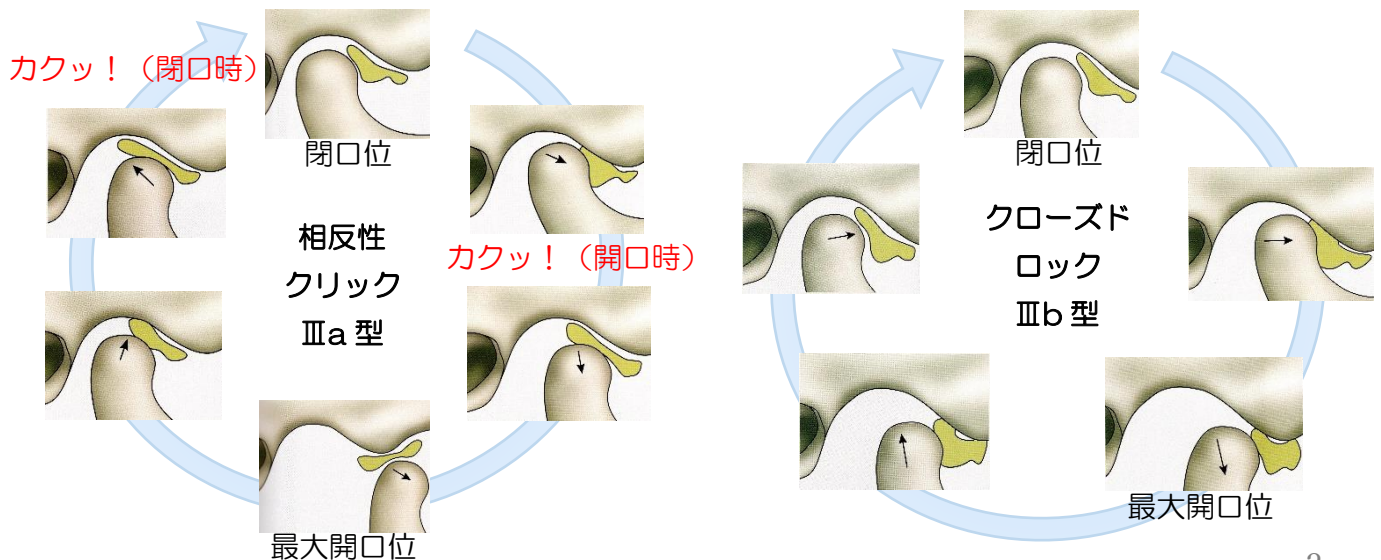 カクッ！（閉口時）
閉口位
相反性
クリック
Ⅲa 型
カクッ！（開口時）
最大開口位
閉口位
クローズド
ロック
Ⅲb 型
最大開口位